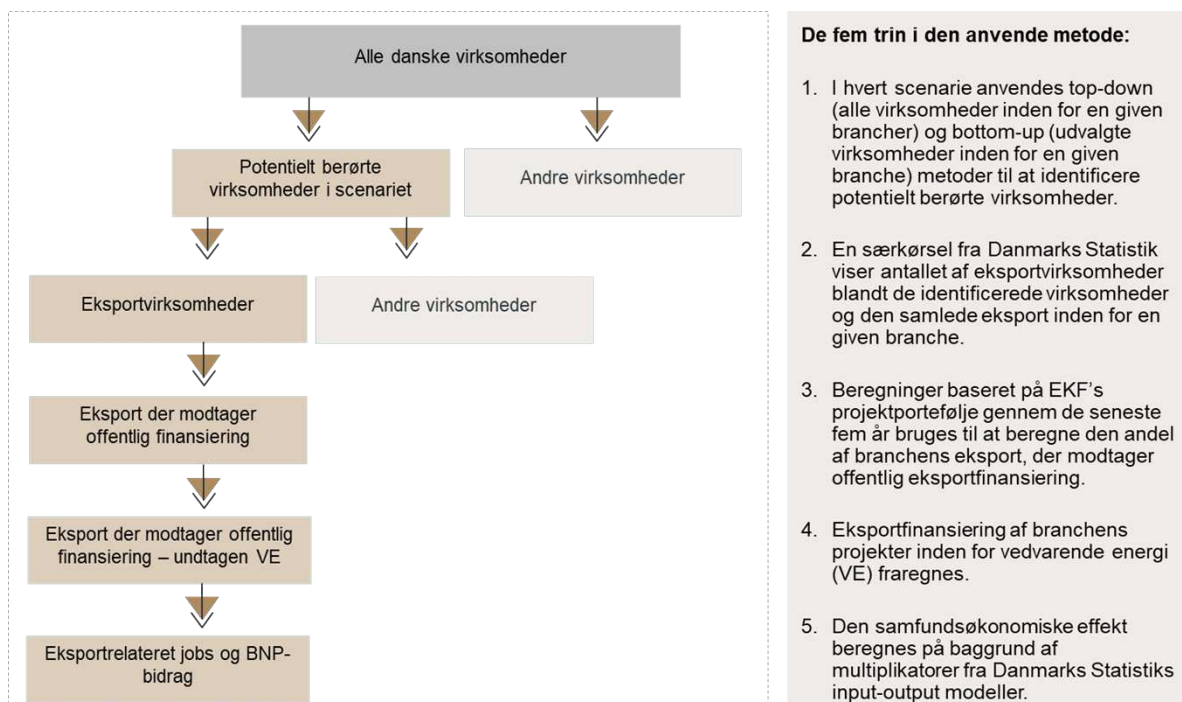 Alle danske virksomheder
Potentielt berørte
virksomheder i scenariet
Andre virksomheder
Eksportvirksomheder
Andre virksomheder
Eksport der modtager
offentlig finansiering
Eksport der modtager offentlig
finansiering – undtagen VE
Eksportrelateret jobs og BNP-
bidrag
De fem trin i den anvende metode:
1. I hvert scenarie anvendes top-down
(alle virksomheder inden for en given
brancher) og bottom-up (udvalgte
virksomheder inden for en given
branche) metoder til at identificere
potentielt berørte virksomheder.
2. En særkørsel fra Danmarks Statistik
viser antallet af eksportvirksomheder
blandt de identificerede virksomheder
og den samlede eksport inden for en
given branche.
3. Beregninger baseret på EKF's
projektportefølje gennem de seneste
fem år bruges til at beregne den andel
af branchens eksport, der modtager
offentlig eksportfinansiering.
4. Eksportfinansiering af branchens
projekter inden for vedvarende energi
(VE) fraregnes.
5. Den samfundsøkonomiske effekt
beregnes på baggrund af
multiplikatorer fra Danmarks Statistiks
input-output modeller.